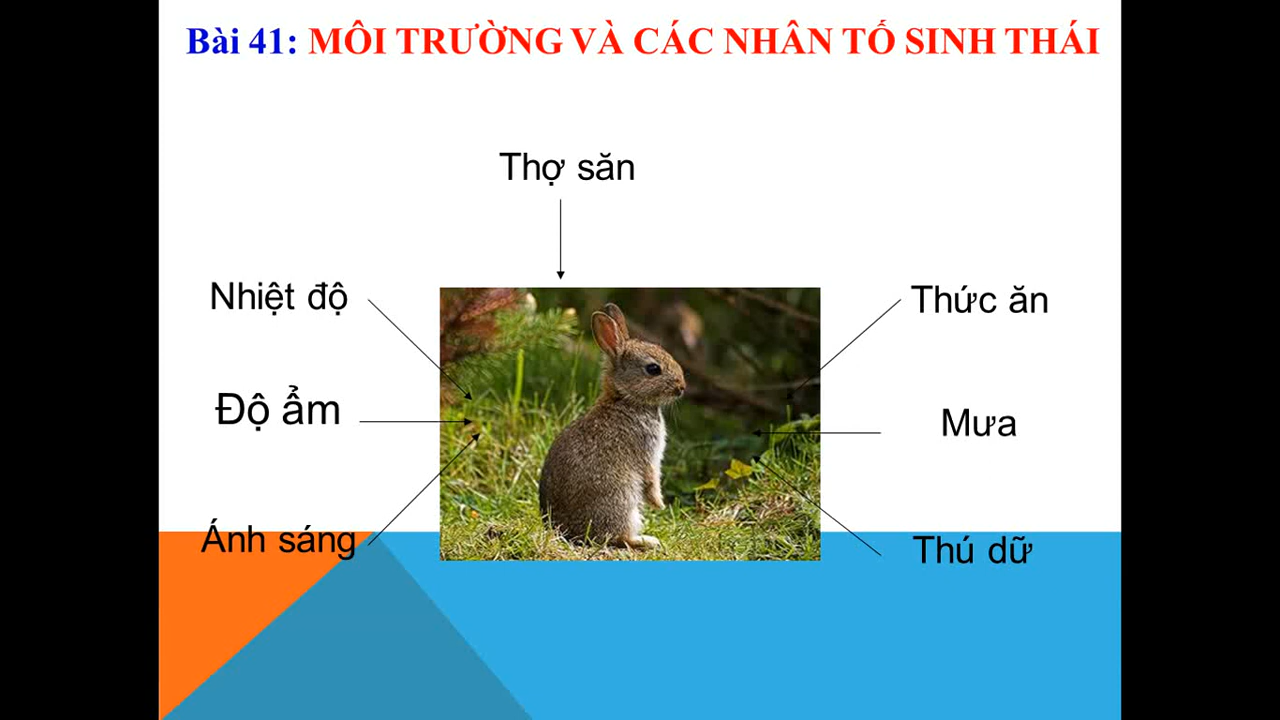 Bài 41: MÔI TRƯỜNG VÀ CÁC NHÂN TỐ SINH THÁI
Thợ săn
Nhiệt độ
Thức ăn
Độ ẩm
Mưa
Ánh sáng
Thú dữ